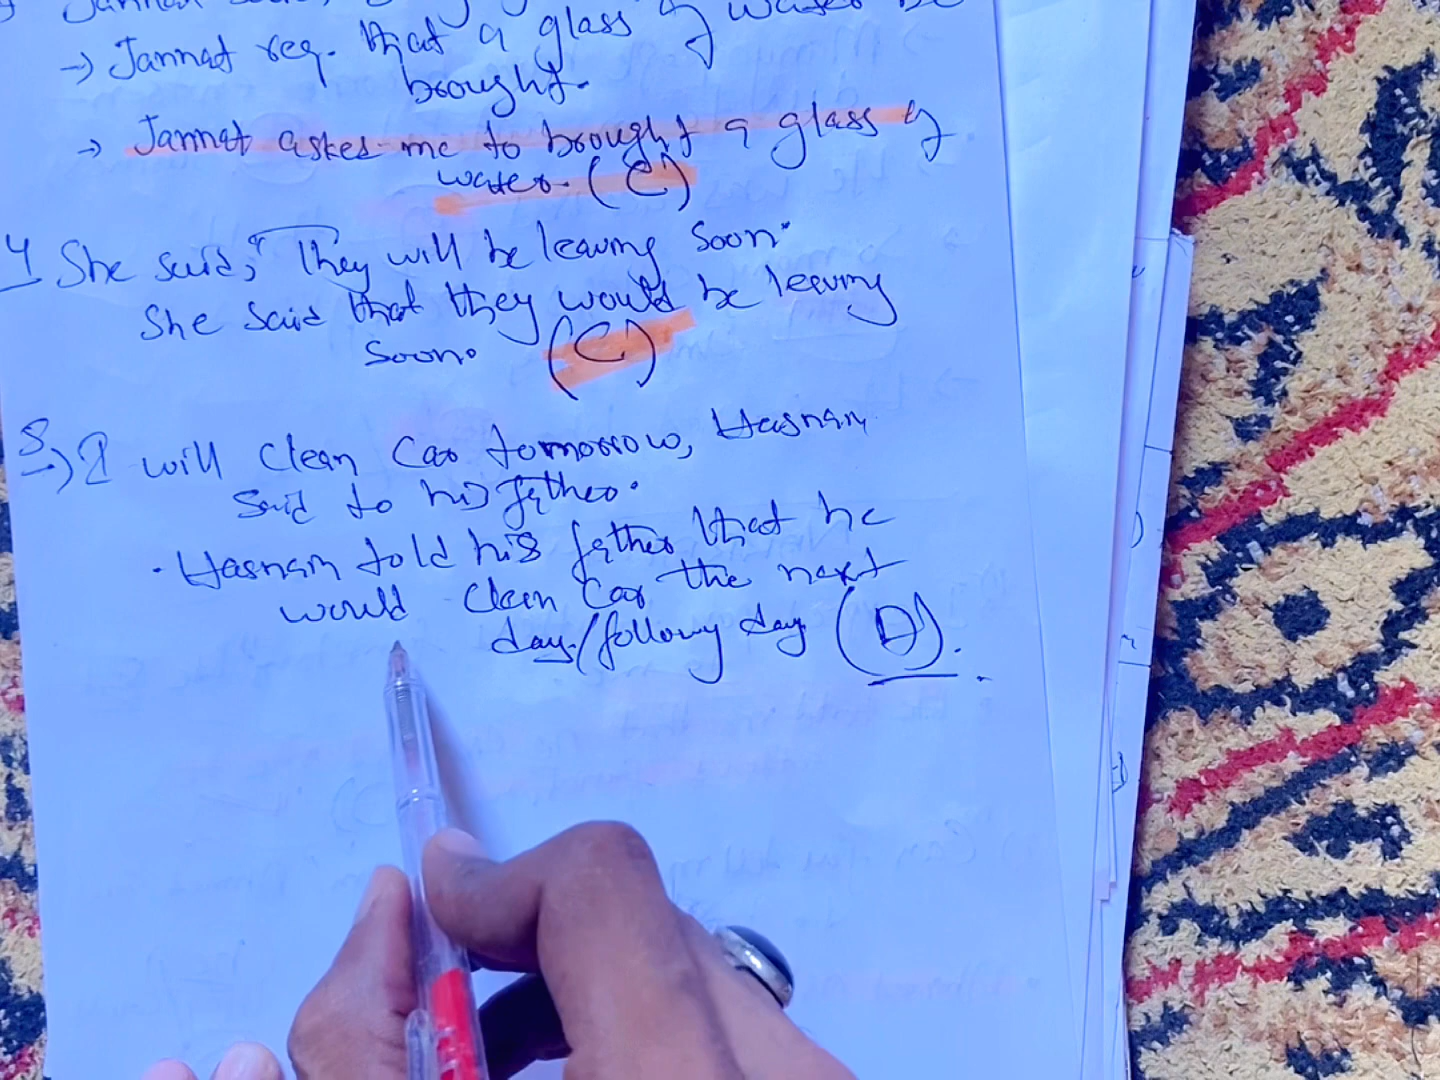 Jannat said,
→ Jannat req. that a glass of water be
brought.
→ Jannat askes me to brought a glass of
water. (C)
4 She said, "They will be leaving soon"
She said that they would be leaving
soon. (C)
5) I will clean car tomorrow, Hasnain
said to his father.
. Hasnain told his father that he
would clean car the next
day./following day (D).